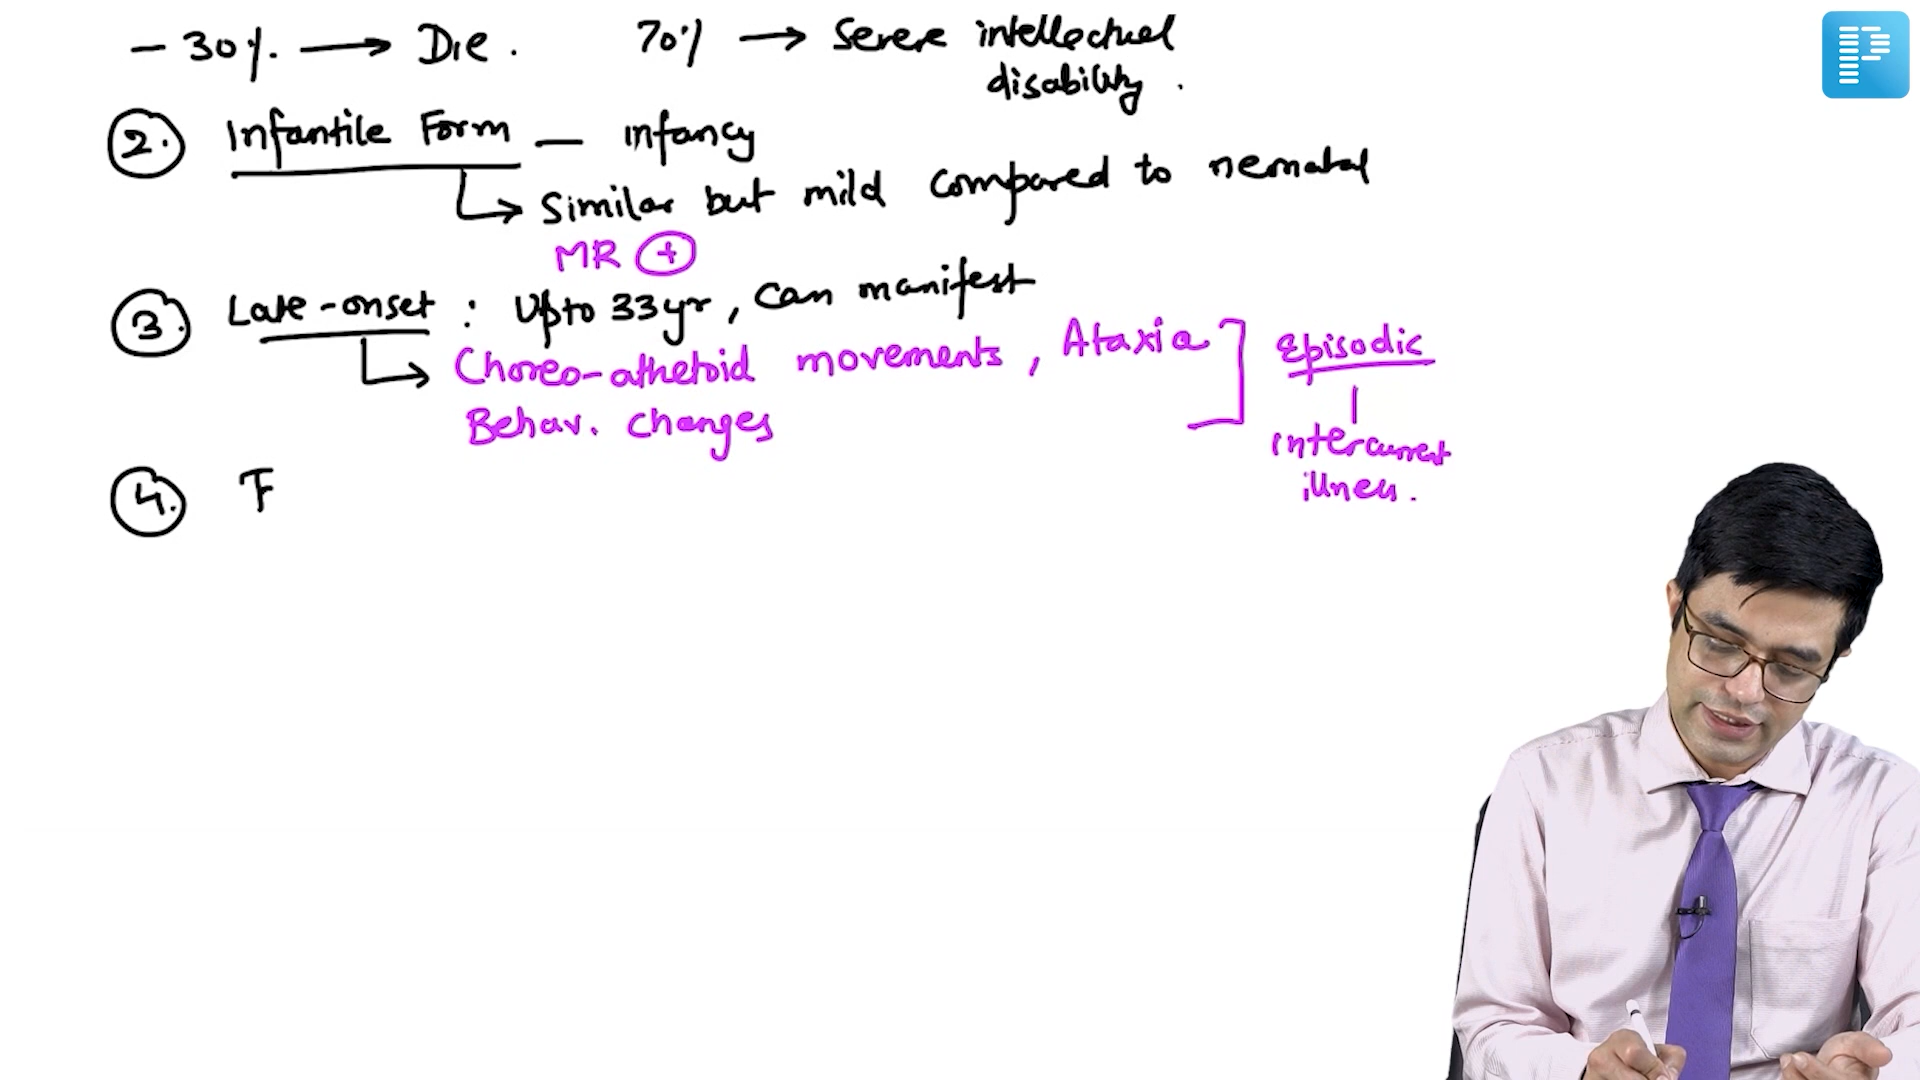 - 30% → Die. 70% → Severe intellectual
disability.
2. Infantile Form - infancy
↳ Similar but mild compared to neonatal
MR +
3. Late-onset : Upto 33yr, can manifest
↳ Choreo-athetoid movements, Ataxia ] Episodic
Behav. changes
intercurrent
illness.
4. F